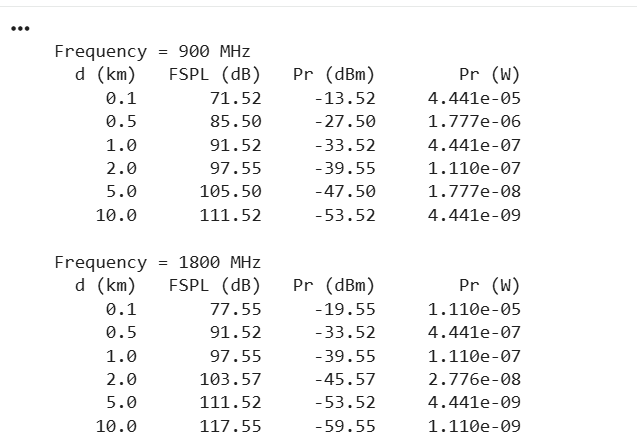 •••
Frequency = 900 MHz
d (km) FSPL (dB) Pr (dBm) Pr (W)
0.1 71.52 -13.52 4.441e-05
0.5 85.50 -27.50 1.777e-06
1.0 91.52 -33.52 4.441e-07
2.0 97.55 -39.55 1.110e-07
5.0 105.50 -47.50 1.777e-08
10.0 111.52 -53.52 4.441e-09
Frequency = 1800 MHz
d (km) FSPL (dB) Pr (dBm) Pr (W)
0.1 77.55 -19.55 1.110e-05
0.5 91.52 -33.52 4.441e-07
1.0 97.55 -39.55 1.110e-07
2.0 103.57 -45.57 2.776e-08
5.0 111.52 -53.52 4.441e-09
10.0 117.55 -59.55 1.110e-09